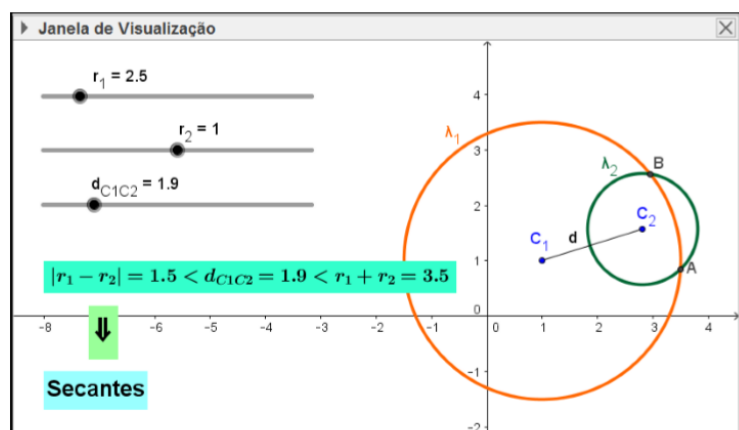 Janela de Visualização
r1 = 2.5
r2 = 1
dC1C2 = 1.9
|r1 − r2| = 1.5 < dC1C2 = 1.9 < r1 + r2 = 3.5
⇓
Secantes
λ1
λ2
B
C1
d
C2
A
4
3
2
1
0
-1
-2
-8
-6
-5
-4
-3
-2
-1
0
1
2
3
4